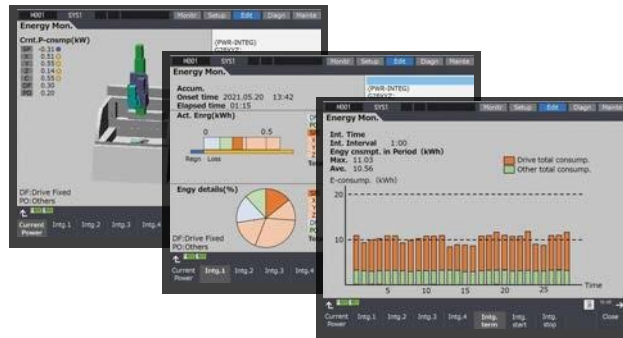 M001 SYS1 Monitr Setup Edit Diagn Mainte
Energy Mon.
Crnt.P-cnsmp(kW)
SP -0.31
X 0.51
Y 0.55
Z 0.14
C 0.55
DF 0.30
PO 0.20
(PWR-INTEG)
DF:Drive Fixed
PO:Others
Current Power Intg.1 Intg.2 Intg.3 Intg.4
M001 SYS1 Monitr Setup Edit Diagn Mainte
Energy Mon.
(PWR-INTEG)
Accum.
Onset time 2021.05.20 13:42
Elapsed time 01:15
Act. Enrg(kWh)
0 0.5
Regn Loss
Engy details(%)
DF:Drive Fixed
PO:Others
Current Power Intg.1 Intg.2 Intg.3 Intg.4
M001 SYS1 Monitr Setup Edit Diagn Mainte
Energy Mon.
Int. Time
Int. Interval 1:00
Engy cnsmpt. in Period (kWh)
Max. 11.03
Ave. 10.56
Drive total consump.
Other total consump.
E-consump. (kWh)
20
10
5 10 15 20 25 Time
Current Power Intg.1 Intg.2 Intg.3 Intg.4 Intg. term Intg. start Intg. stop Close